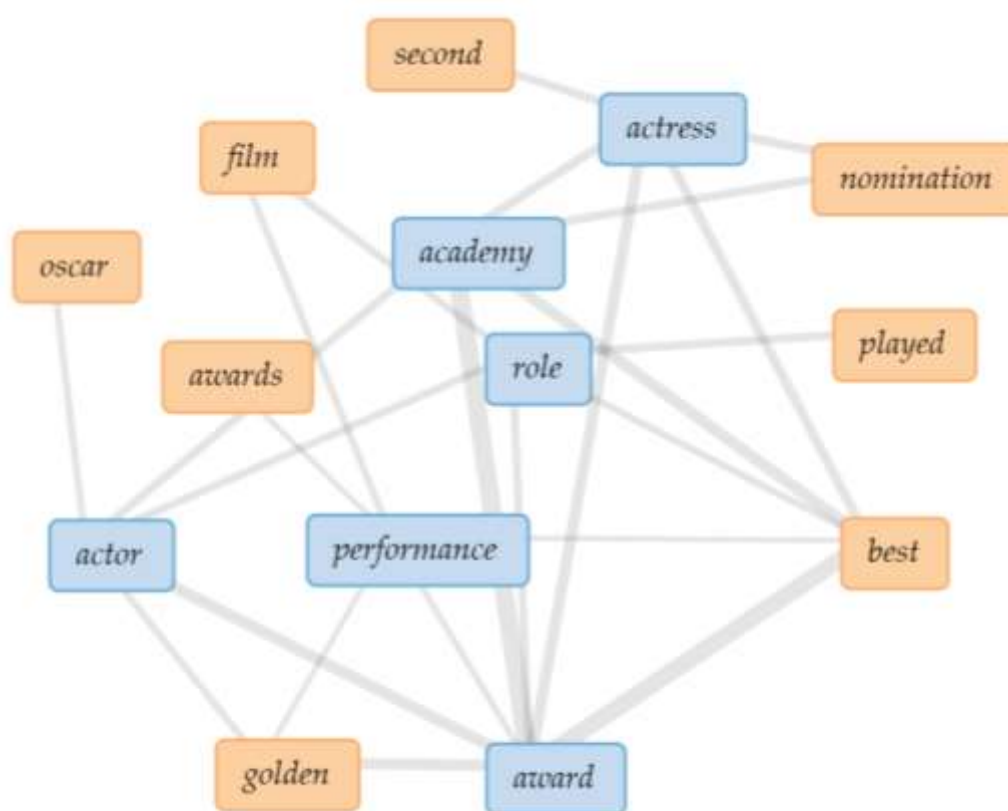 second
actress
film
nomination
academy
oscar
played
awards
role
actor
performance
best
golden
award